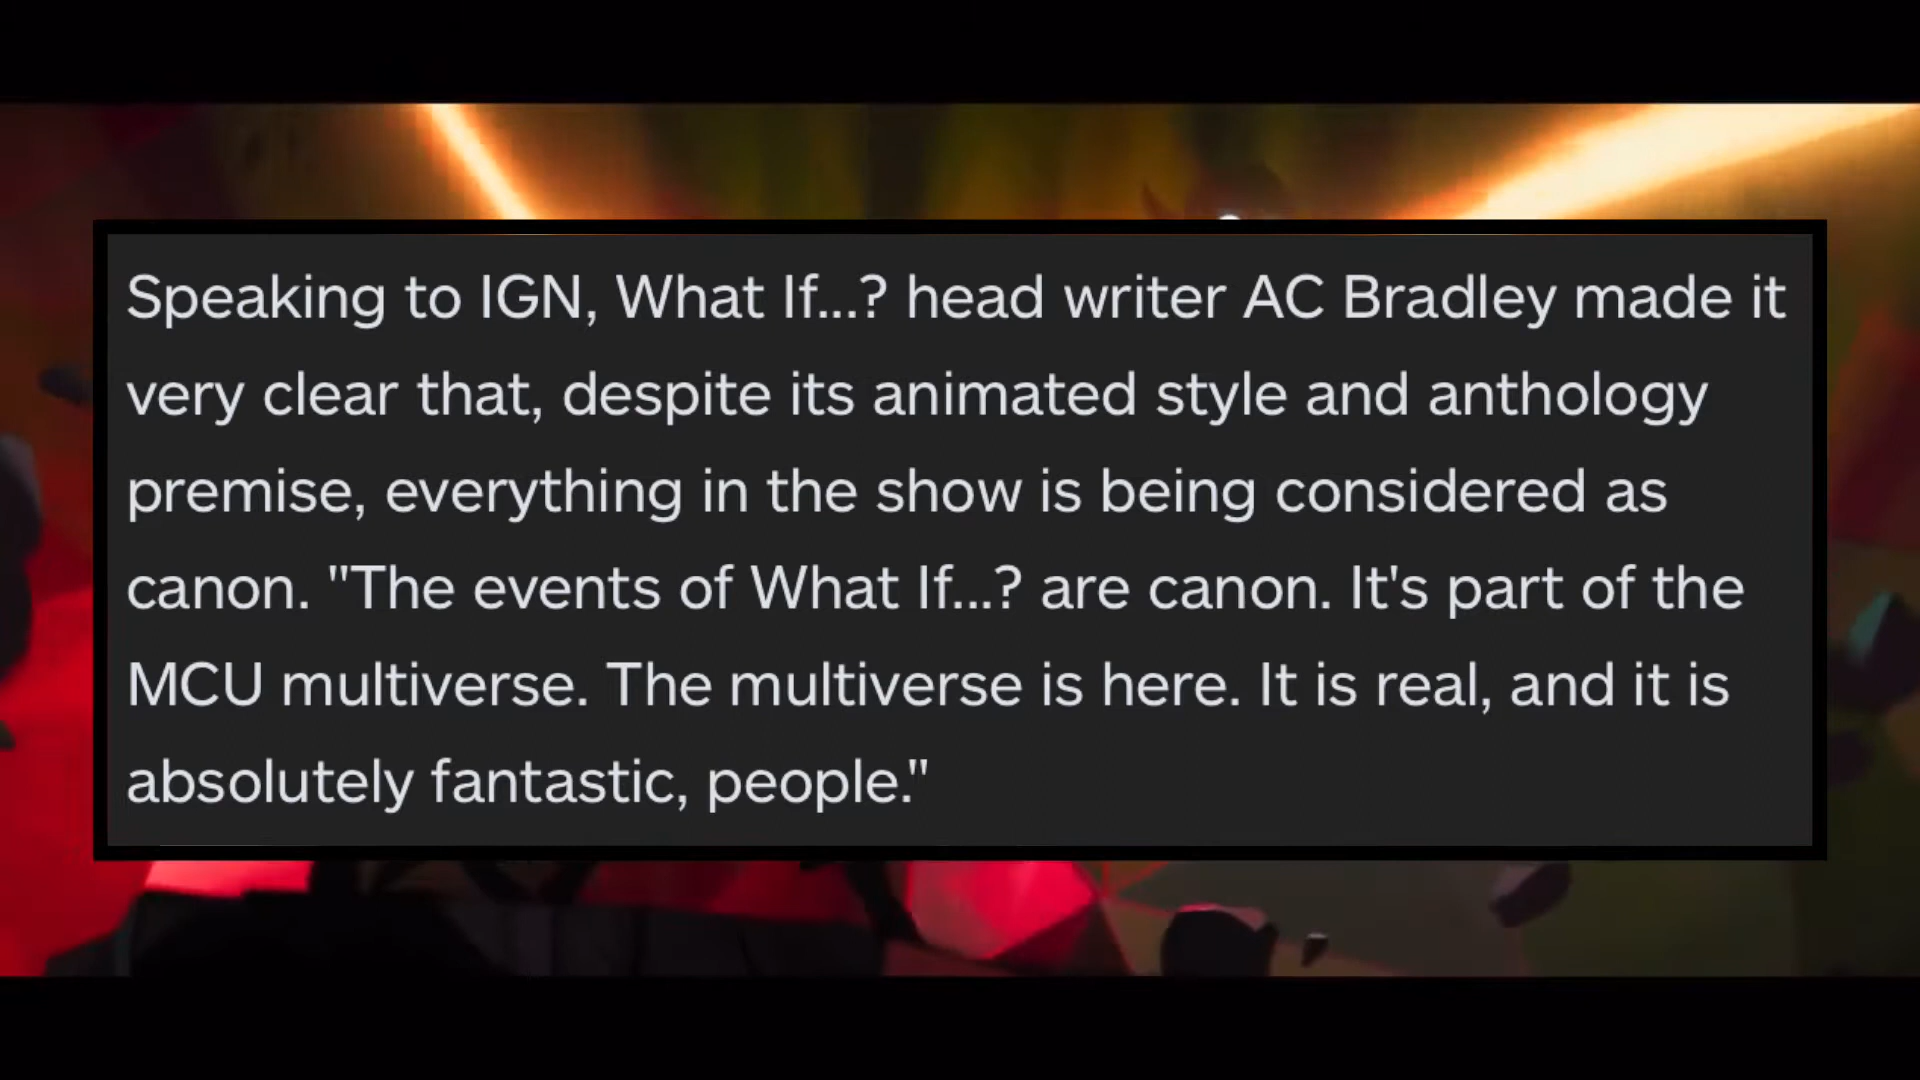 Speaking to IGN, What If...? head writer AC Bradley made it
very clear that, despite its animated style and anthology
premise, everything in the show is being considered as
canon. "The events of What If...? are canon. It's part of the
MCU multiverse. The multiverse is here. It is real, and it is
absolutely fantastic, people."